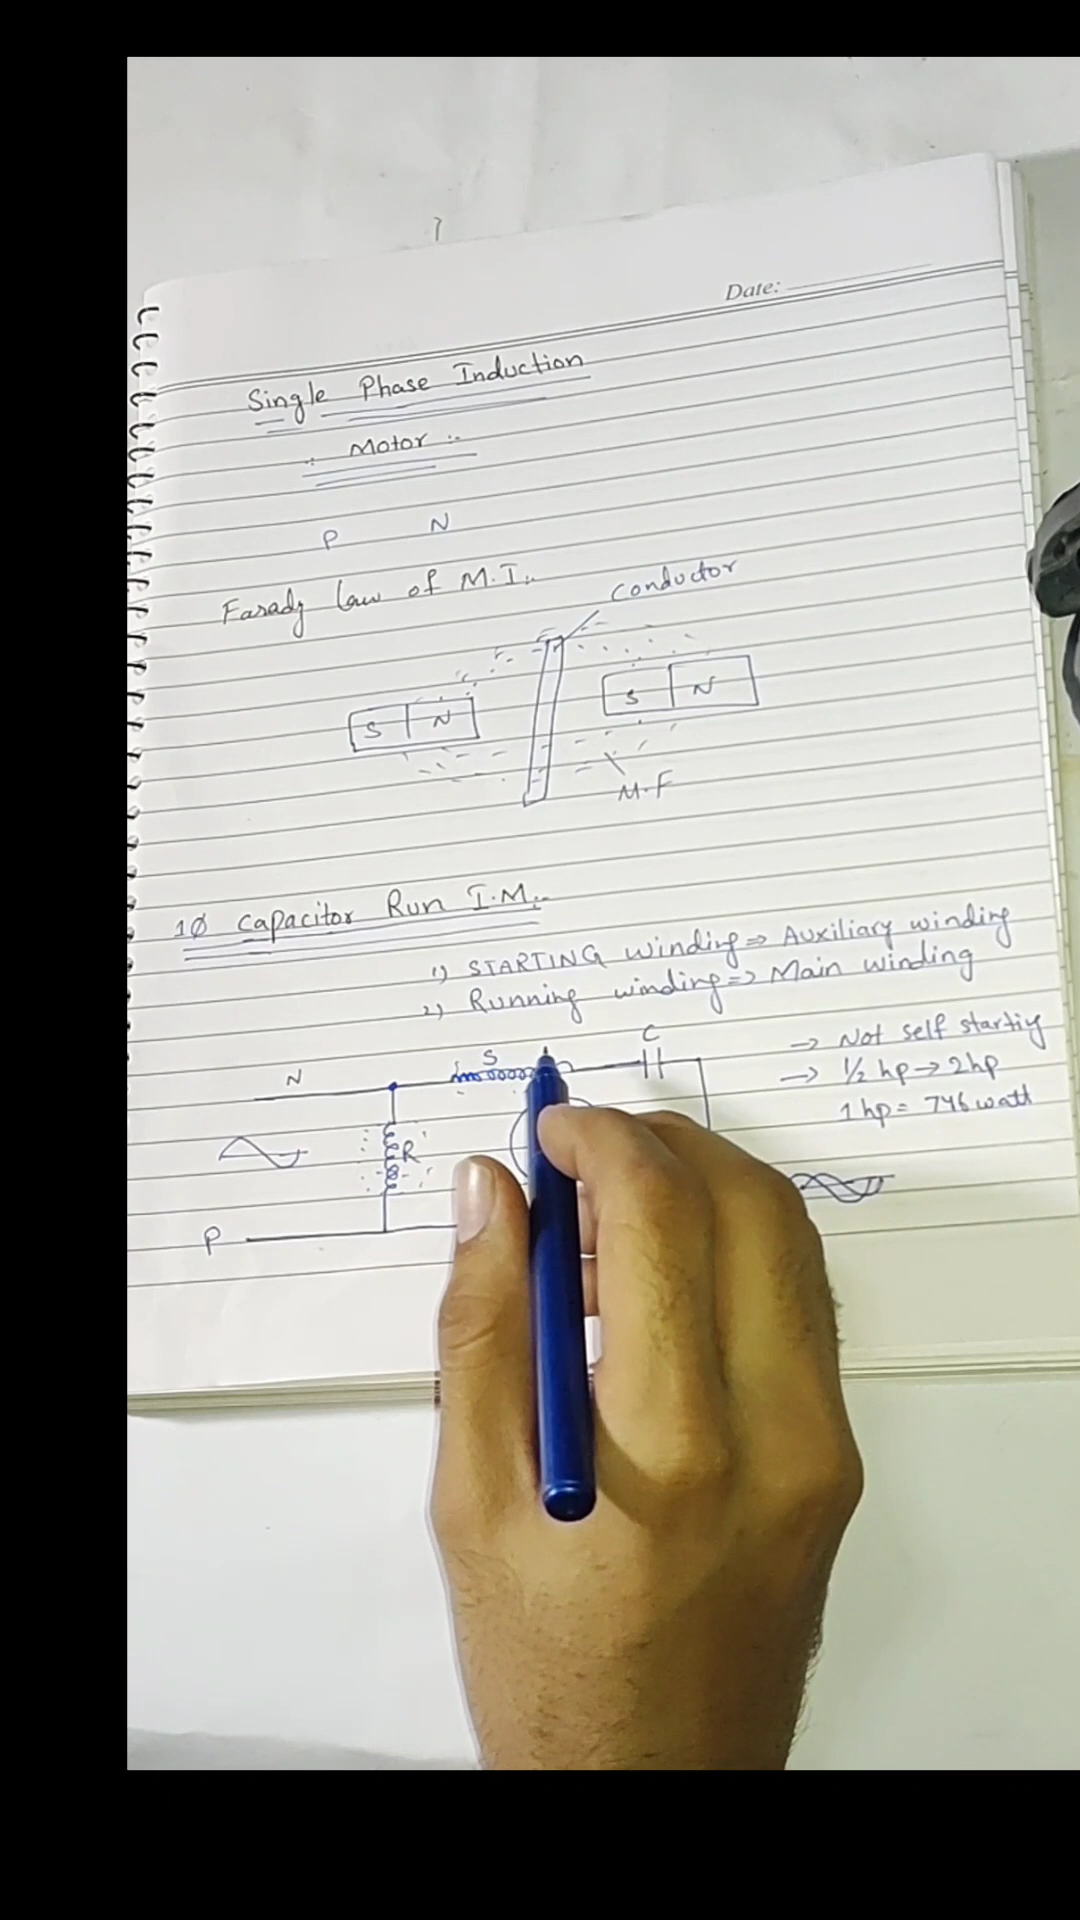 Date:
Single Phase Induction
Motor :-
P N
Farady law of M.I.
Conductor
S N
S N
M.F
1Ø Capacitor Run I.M.-
1) STARTING winding => Auxiliary winding
2) Running winding => Main winding
→ Not self startig
→ 1/2 hp → 2hp
1 hp = 746 watt
N
S
C
R
P